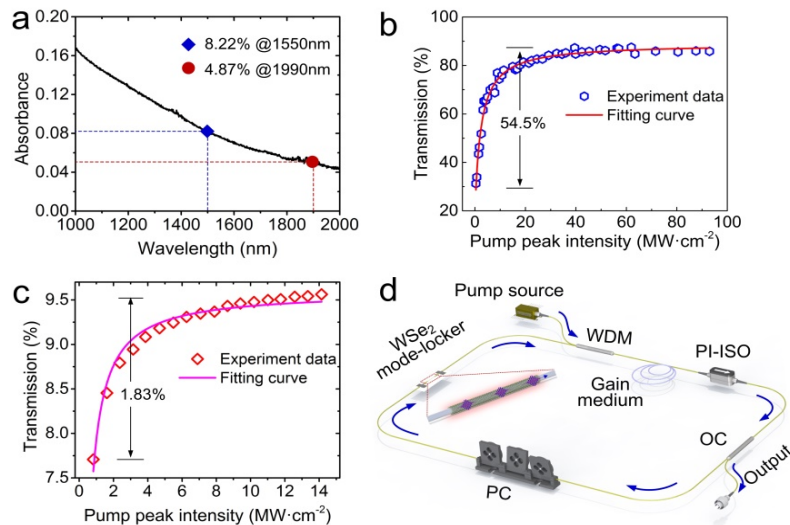 a
0.20
0.16
0.12
0.08
0.04
0.00
Absorbance
8.22% @1550nm
4.87% @1990nm
1000 1200 1400 1600 1800 2000
Wavelength (nm)
b
100
80
60
40
20
Transmission (%)
54.5%
Experiment data
Fitting curve
0 20 40 60 80 100
Pump peak intensity (MW·cm⁻²)
c
9.5
9.0
8.5
8.0
7.5
Transmission (%)
1.83%
Experiment data
Fitting curve
0 2 4 6 8 10 12 14
Pump peak intensity (MW·cm⁻²)
d
Pump source
WDM
PI-ISO
WSe₂
mode-locker
Gain
medium
OC
Output
PC